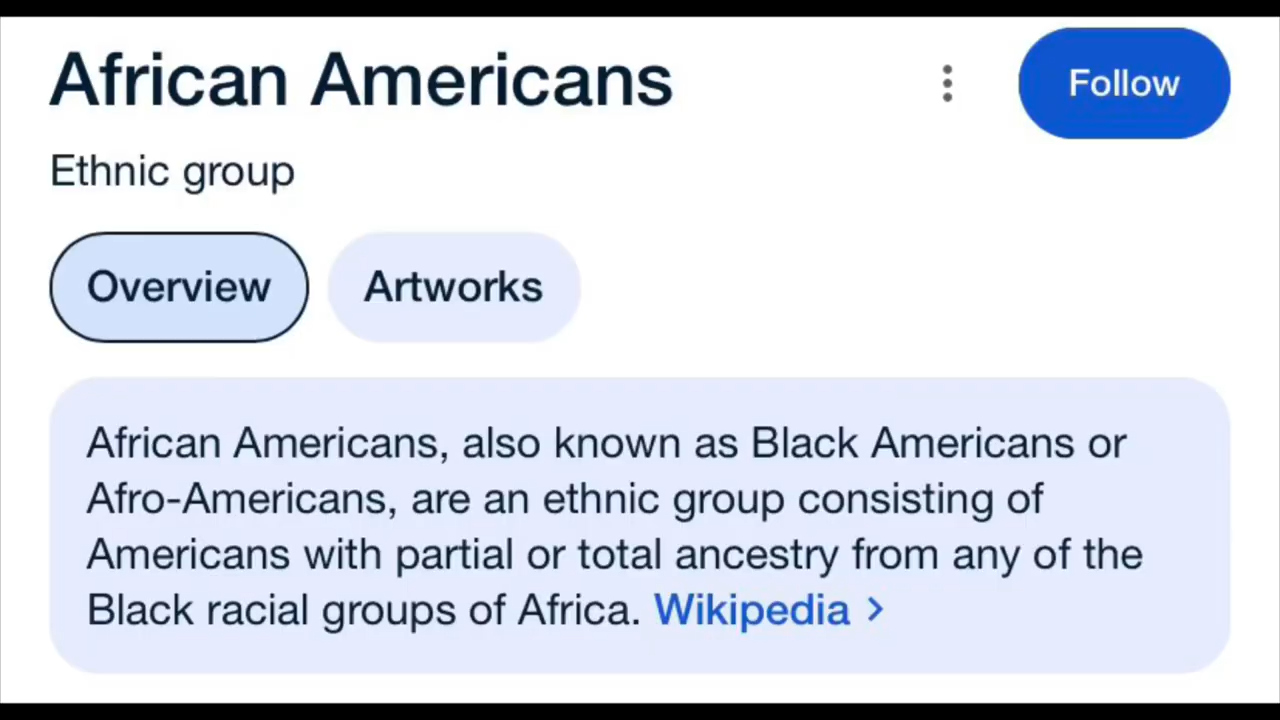 African Americans
Follow
Ethnic group
Overview
Artworks
African Americans, also known as Black Americans or
Afro-Americans, are an ethnic group consisting of
Americans with partial or total ancestry from any of the
Black racial groups of Africa. Wikipedia >